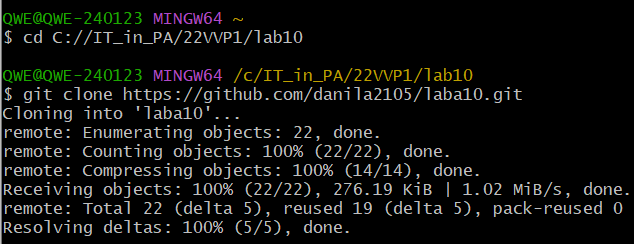 QWE@QWE-240123 MINGW64 ~
$ cd C://IT_in_PA/22VVP1/lab10
QWE@QWE-240123 MINGW64 /c/IT_in_PA/22VVP1/lab10
$ git clone https://github.com/danila2105/laba10.git
Cloning into 'laba10'...
remote: Enumerating objects: 22, done.
remote: Counting objects: 100% (22/22), done.
remote: Compressing objects: 100% (14/14), done.
Receiving objects: 100% (22/22), 276.19 KiB | 1.02 MiB/s, done.
remote: Total 22 (delta 5), reused 19 (delta 5), pack-reused 0
Resolving deltas: 100% (5/5), done.